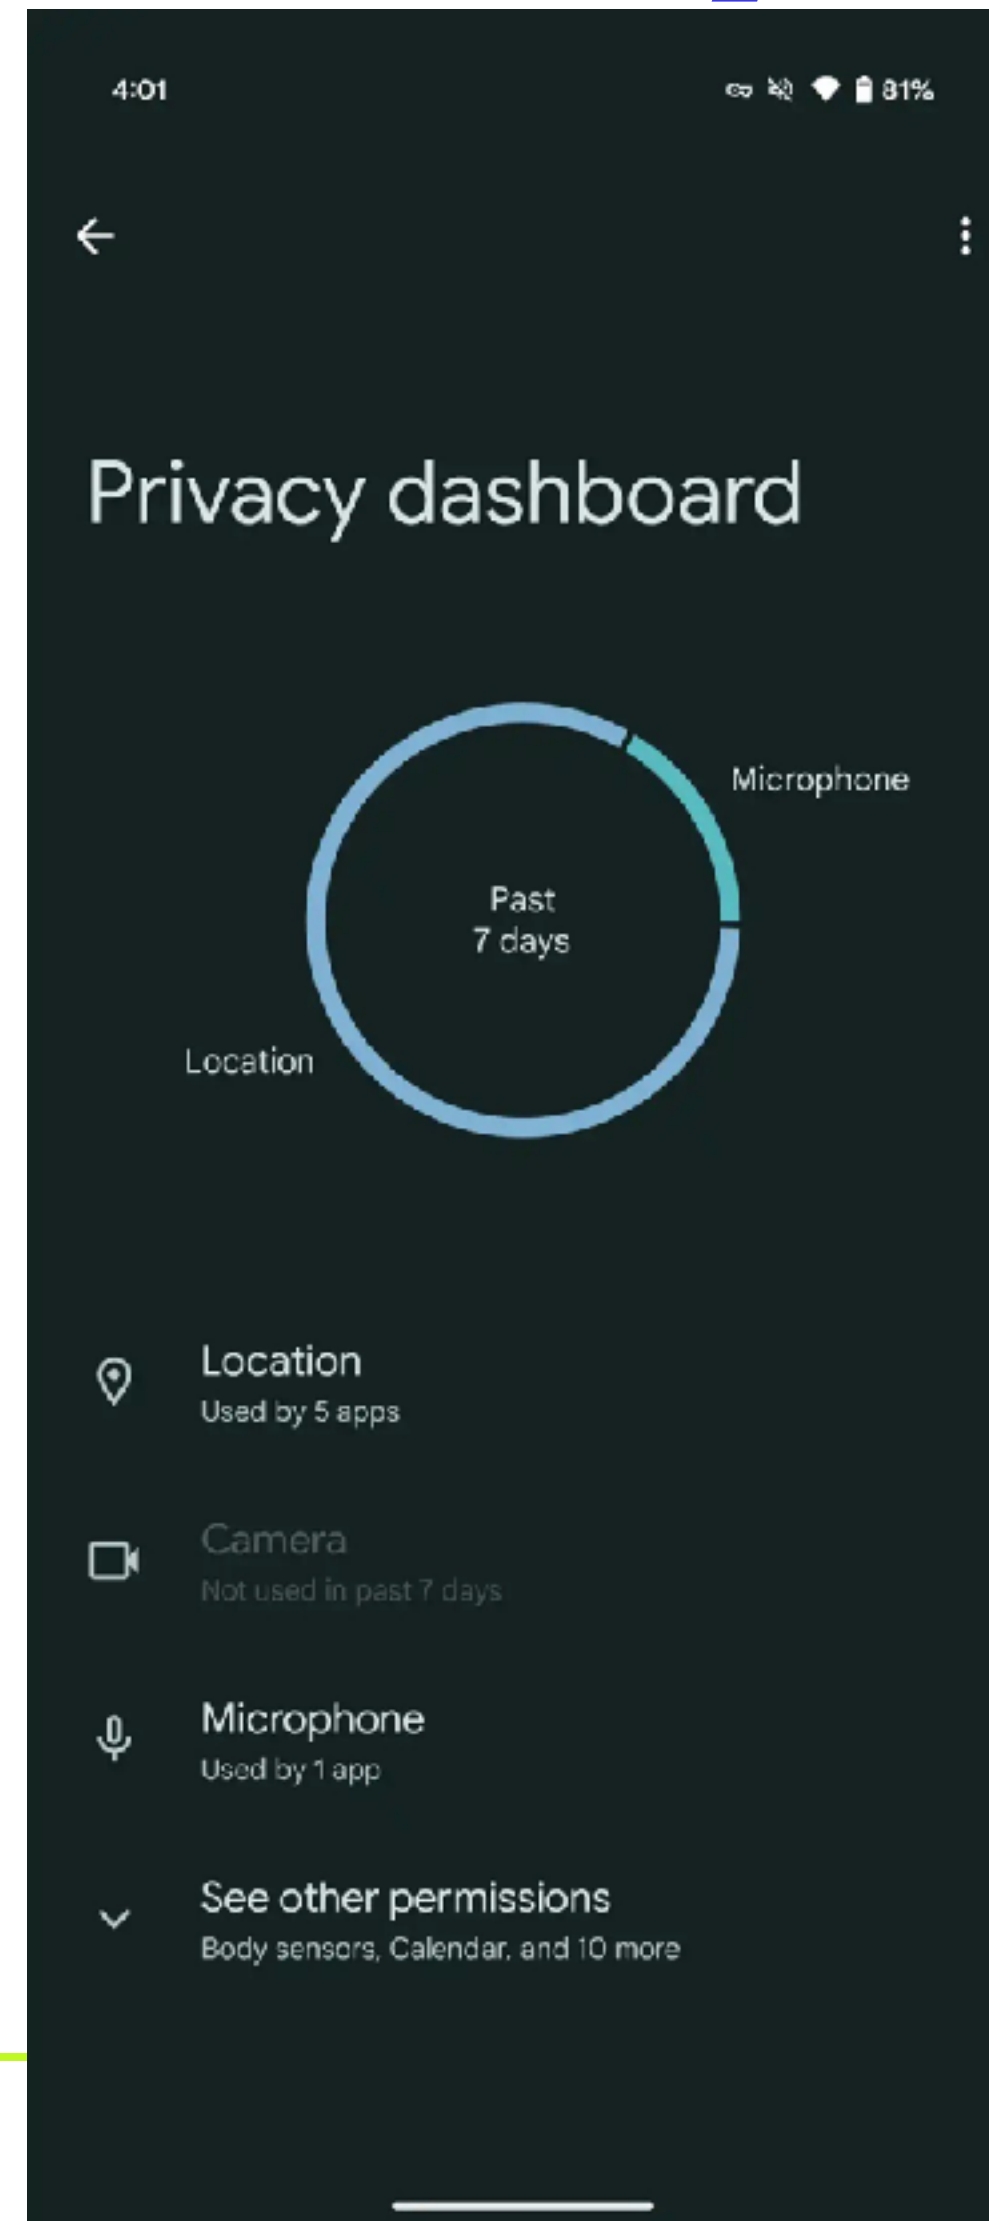 4:01
81%
Privacy dashboard
Microphone
Past
7 days
Location
Location
Used by 5 apps
Camera
Not used in past 7 days
Microphone
Used by 1 app
See other permissions
Body sensors, Calendar, and 10 more